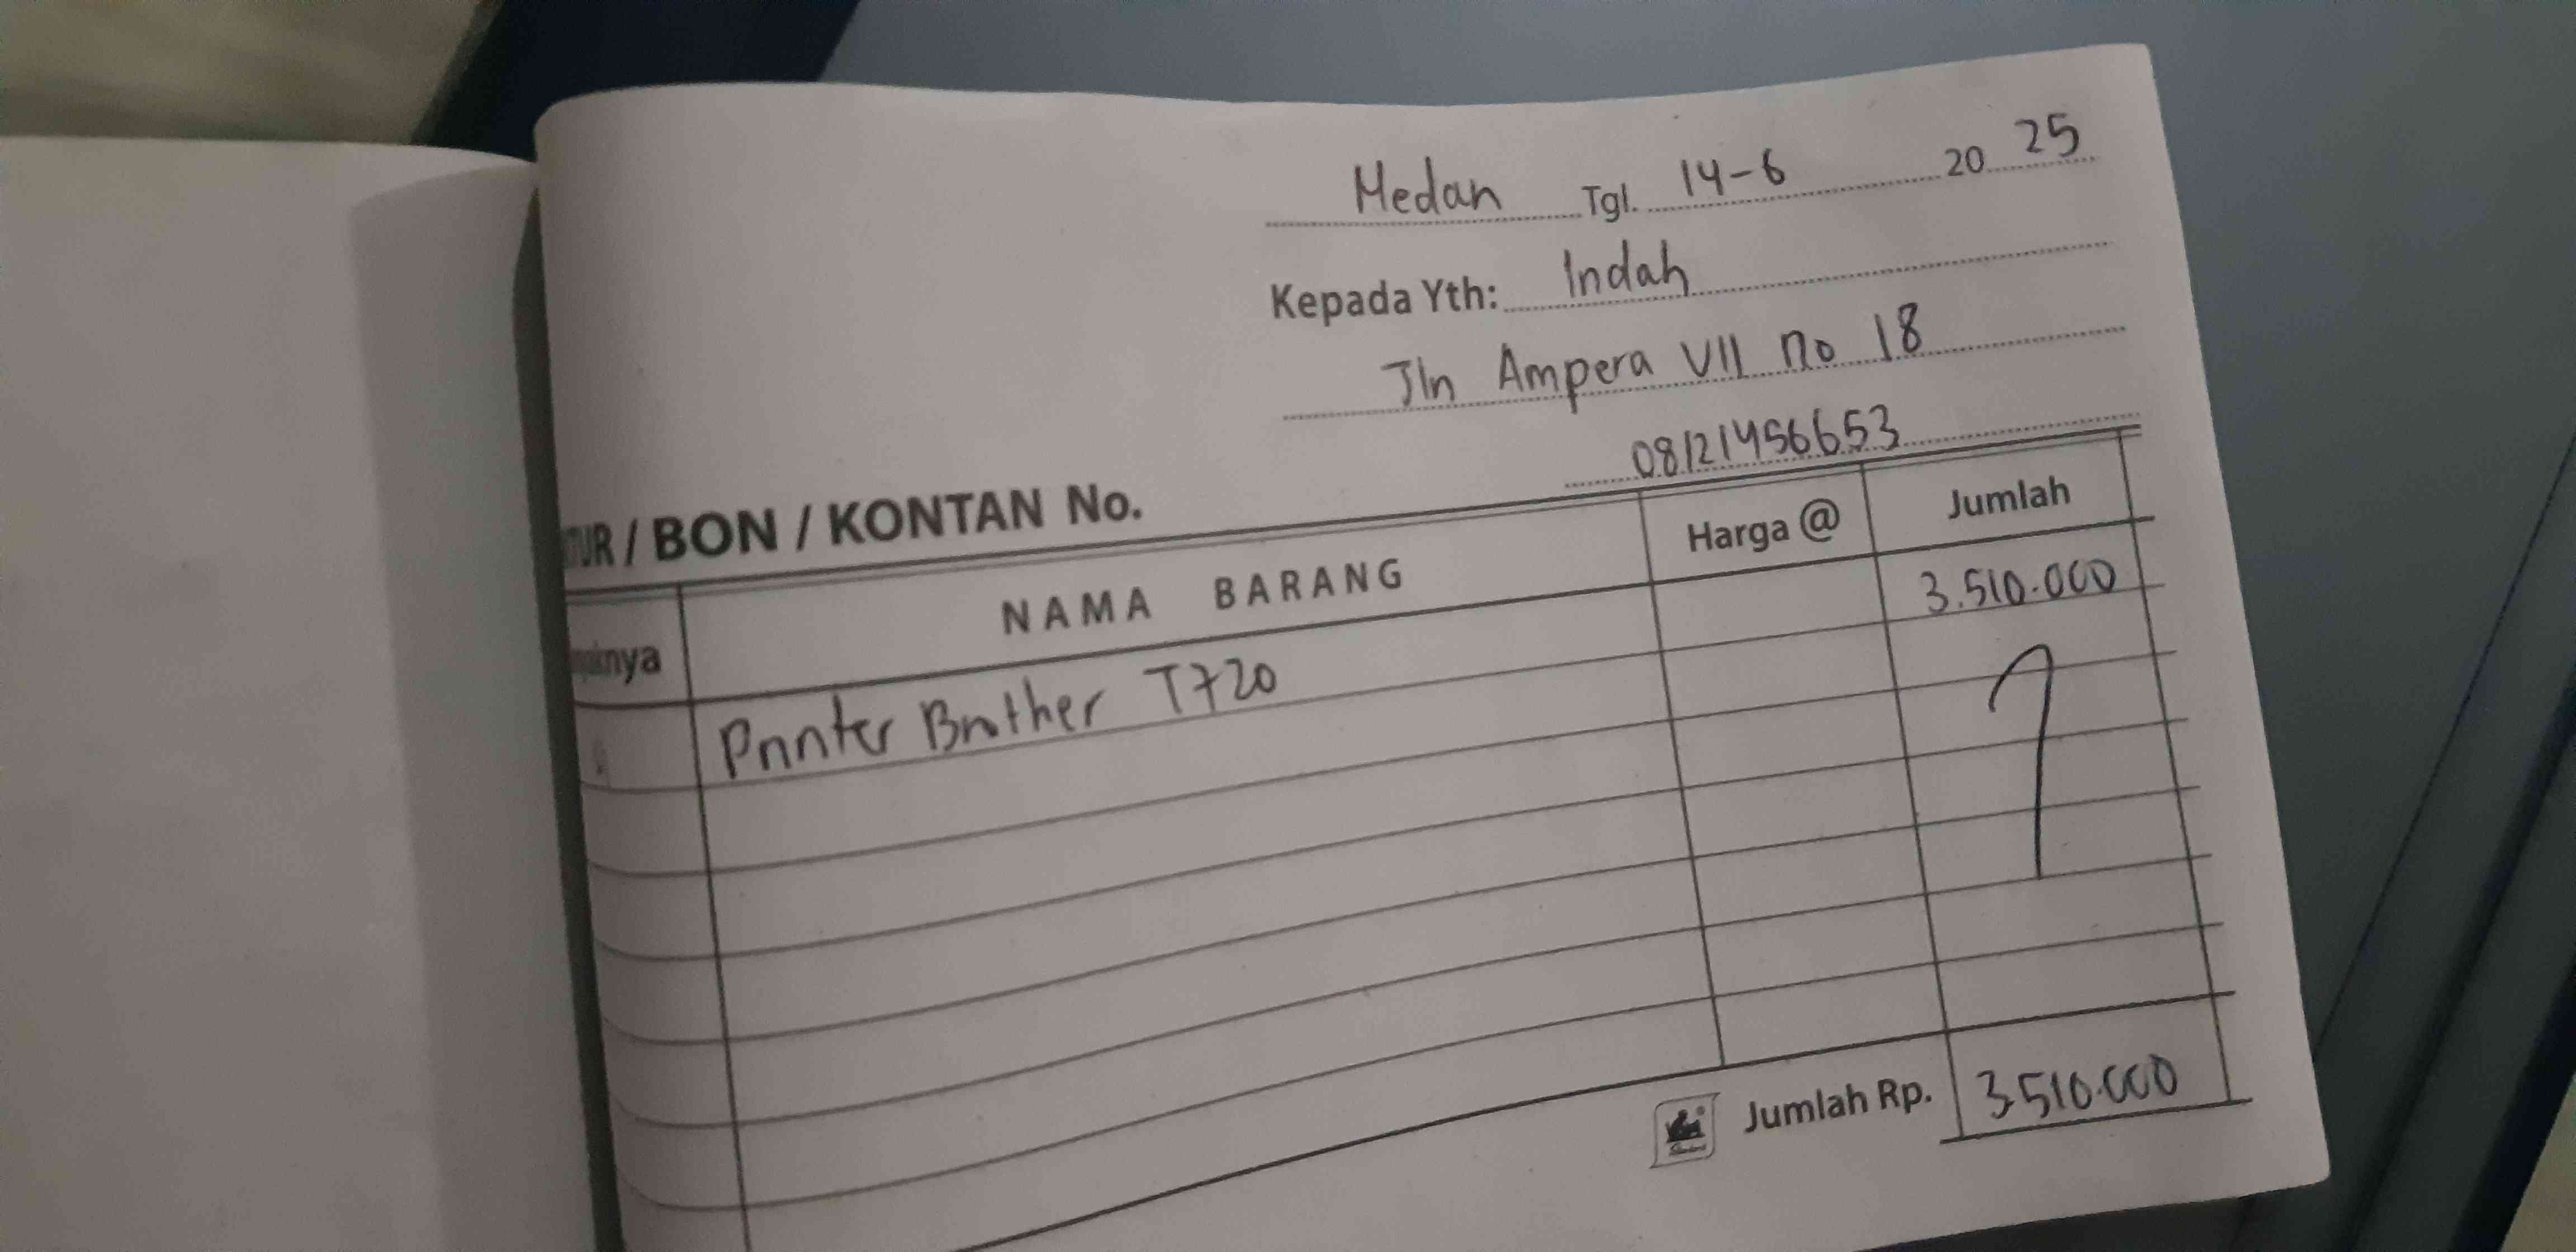 Medan Tgl. 14-6 20 25
Kepada Yth: Indah
Jln Ampera VII no 18
08121456653
/ BON / KONTAN No.
NAMA BARANG Harga @ Jumlah
Printer Brother T720 3.510.000
Jumlah Rp. 3.510.000